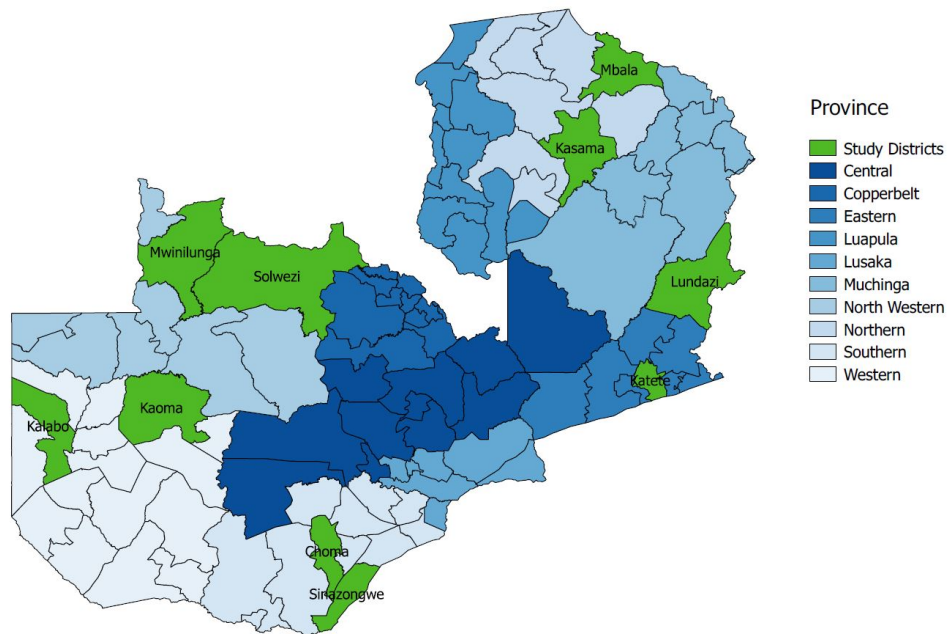 Mbala
Kasama
Mwinilunga
Solwezi
Lundazi
Katete
Kaoma
Kalabo
Choma
Sinazongwe
Province
Study Districts
Central
Copperbelt
Eastern
Luapula
Lusaka
Muchinga
North Western
Northern
Southern
Western